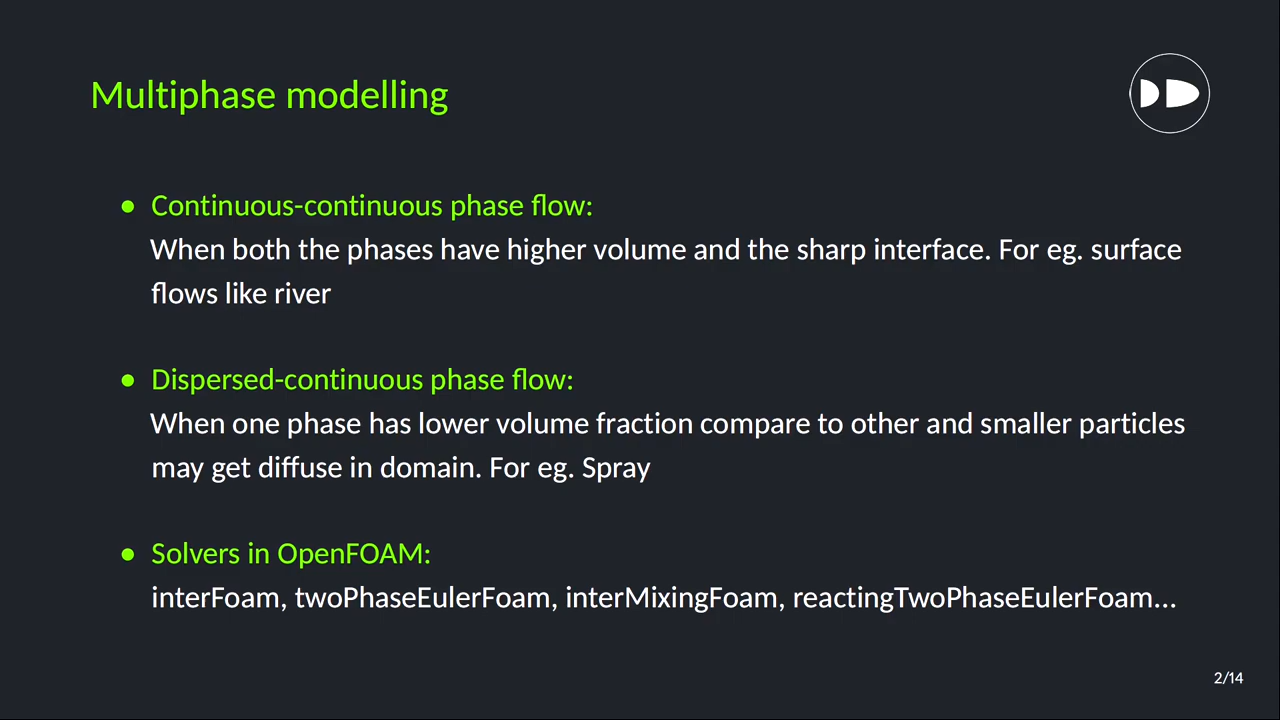 Multiphase modelling
● Continuous-continuous phase flow:
When both the phases have higher volume and the sharp interface. For eg. surface
flows like river
● Dispersed-continuous phase flow:
When one phase has lower volume fraction compare to other and smaller particles
may get diffuse in domain. For eg. Spray
● Solvers in OpenFOAM:
interFoam, twoPhaseEulerFoam, interMixingFoam, reactingTwoPhaseEulerFoam...
2/14